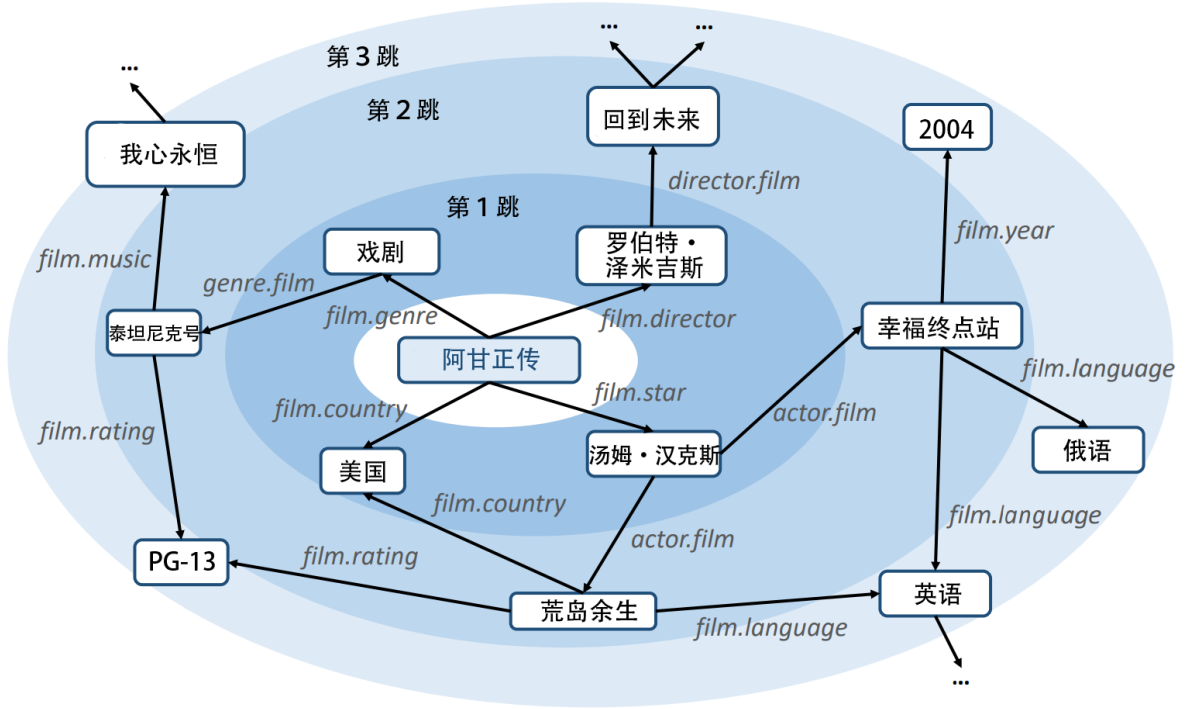 ...
...
第 3 跳
...
第 2 跳
回到未来
2004
我心永恒
director.film
第 1 跳
film.music
戏剧
罗伯特·
泽米吉斯
film.year
genre.film
film.genre
film.director
泰坦尼克号
幸福终点站
阿甘正传
film.language
film.country
film.star
actor.film
film.rating
美国
汤姆·汉克斯
俄语
film.country
film.language
actor.film
film.rating
PG-13
荒岛余生
英语
film.language
...